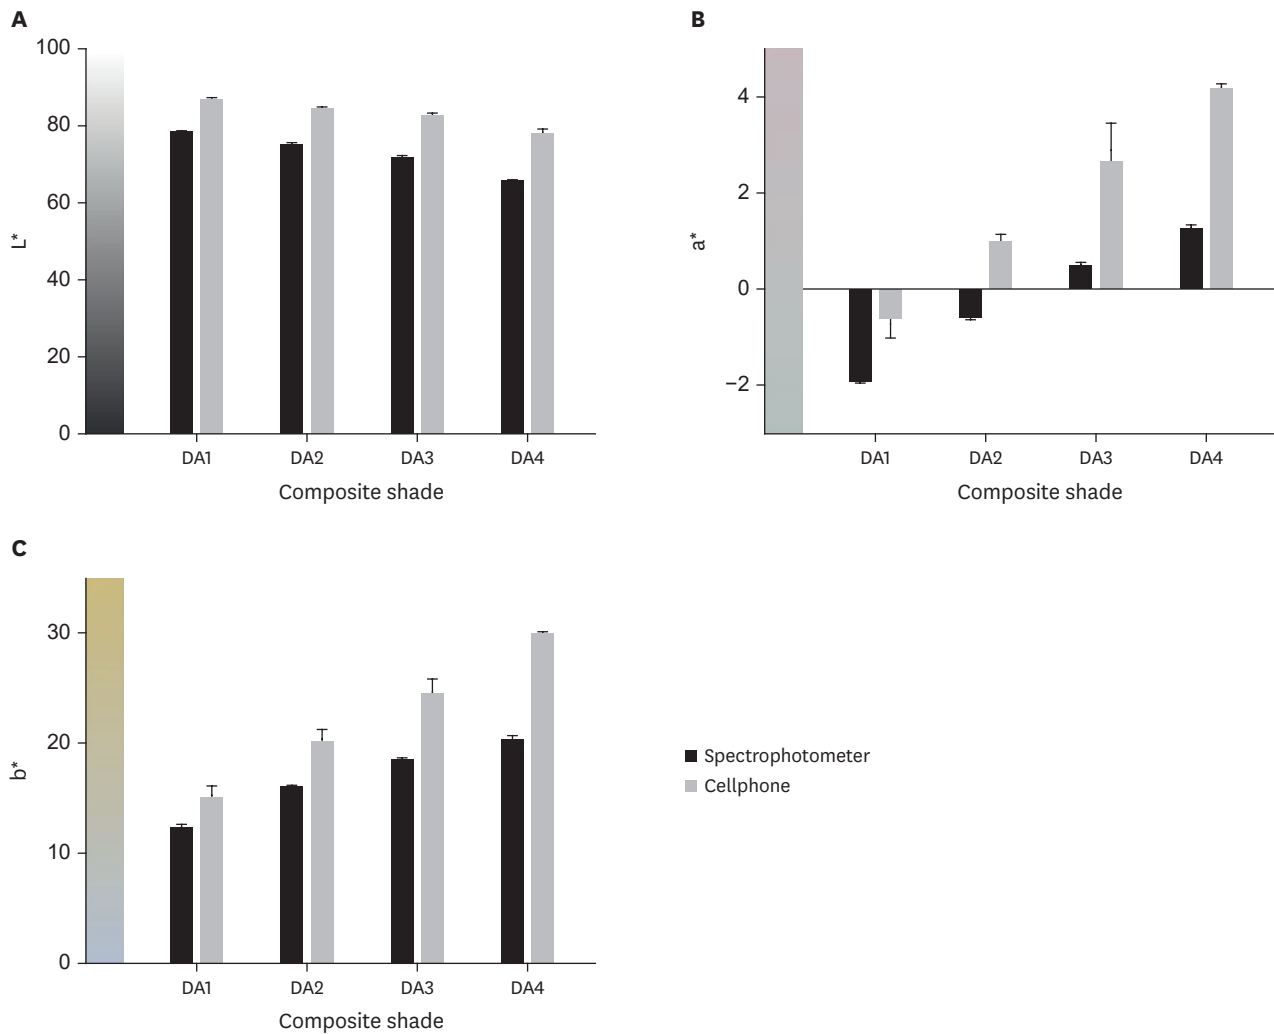 A
100
80
60
40
20
0
L*
DA1 DA2 DA3 DA4
Composite shade
B
4
2
0
−2
a*
DA1 DA2 DA3 DA4
Composite shade
C
30
20
10
0
b*
DA1 DA2 DA3 DA4
Composite shade
Spectrophotometer
Cellphone